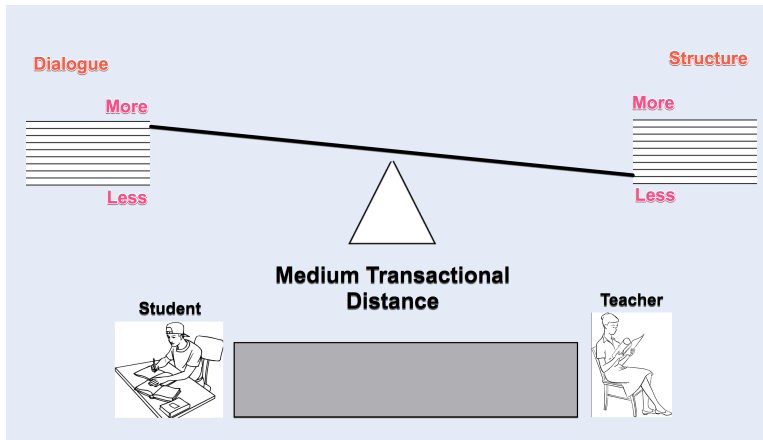 Dialogue
Structure
More
More
Less
Less
Medium Transactional
Distance
Student
Teacher